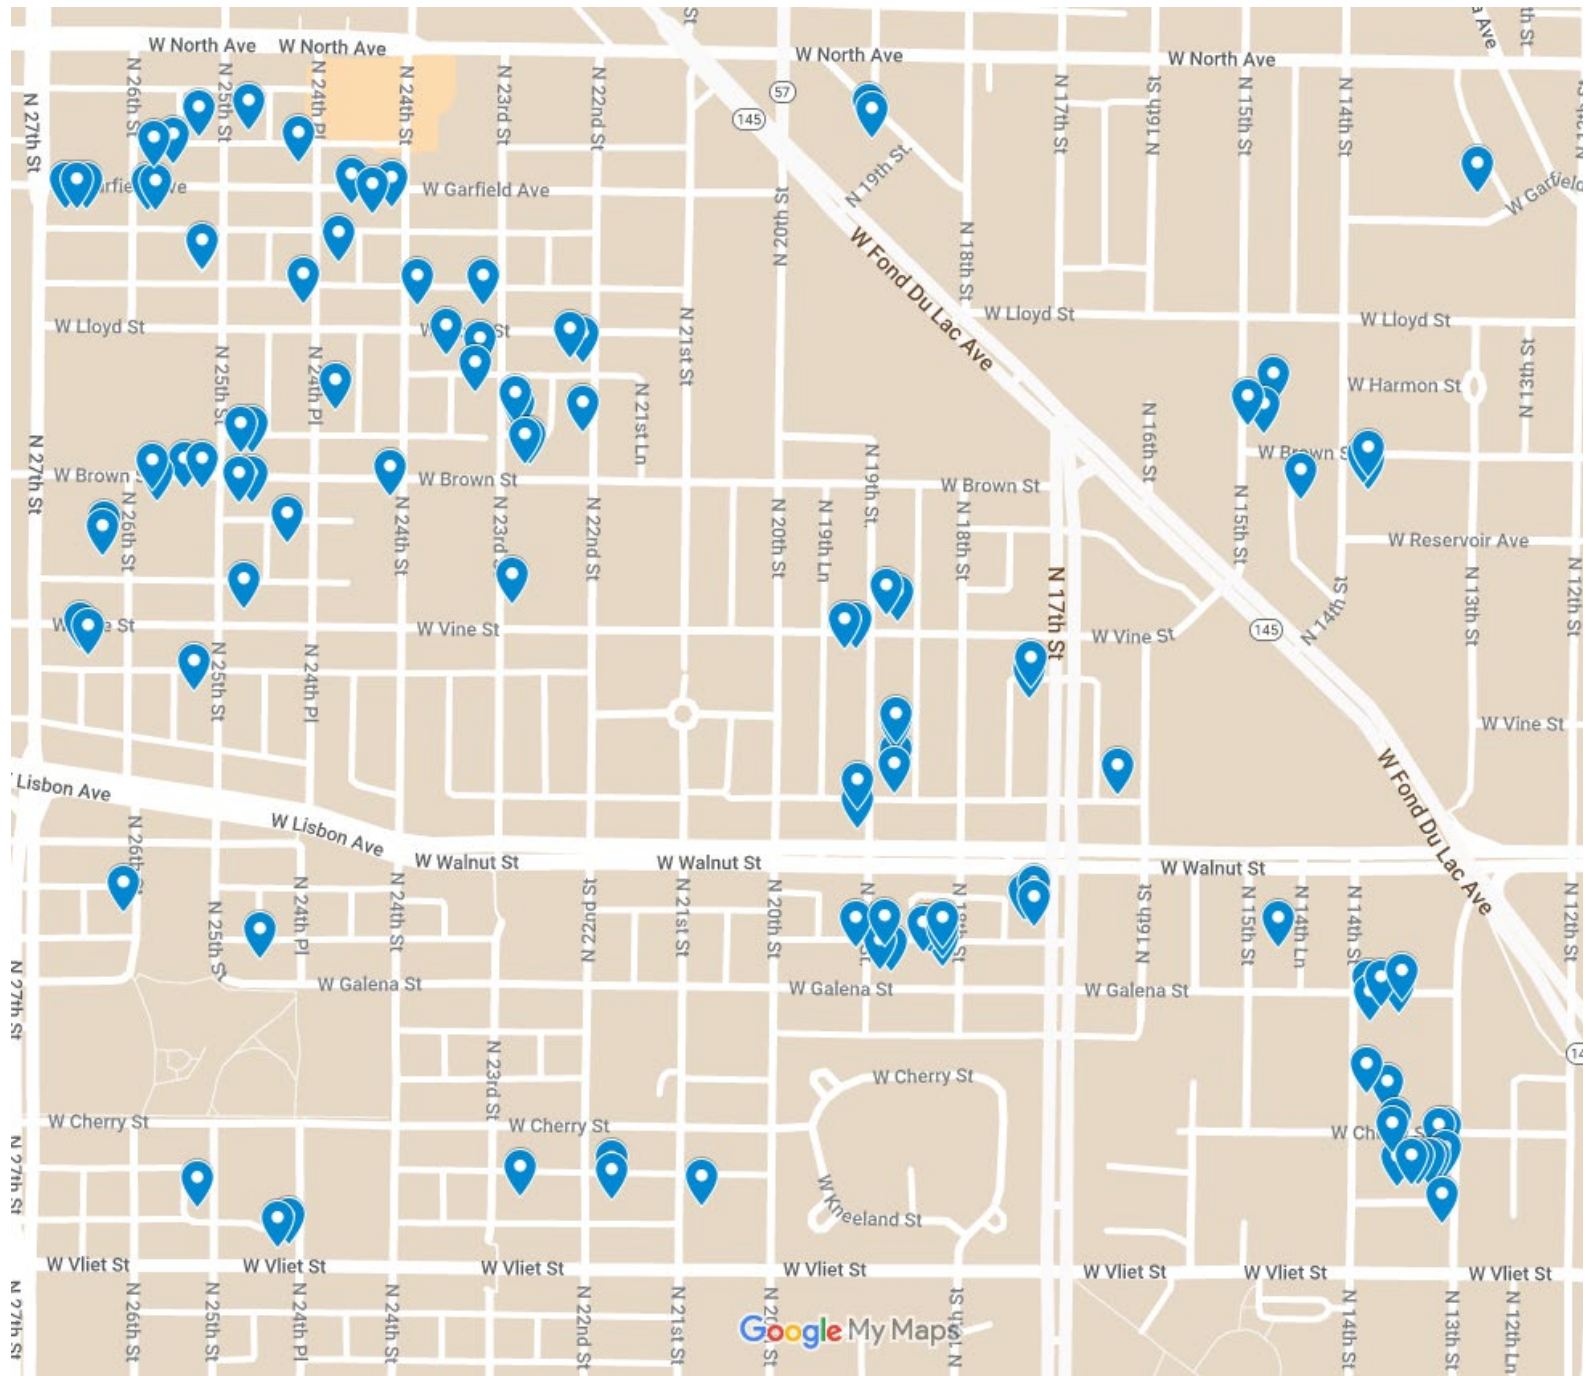 W North Ave
W North Ave
W North Ave
W North Ave
N 27th St
N 26th St
N 25th St
N 24th Pl
N 24th St
N 23rd St
N 22nd St
57
145
N 19th St
N 17th St
N 16th St
N 15th St
N 14th St
W Garfield Ave
W Garfield
N 20th St
N 18th St
W Fond Du Lac Ave
W Lloyd St
W Lloyd St
W Lloyd St
N 25th St
N 24th Pl
N 21st St
N 21st Ln
W Harmon St
N 13th St
N 27th St
W Brown St
W Brown St
W Brown St
N 16th St
N 15th St
N 26th St
N 24th St
N 23rd
N 22nd St
N 20th St
N 19th Ln
N 19th St
N 18th St
W Reservoir Ave
N 17th St
N 14th St
N 13th St
N 12th St
W Vine St
W Vine St
W Vine St
145
N 25th St
N 24th Pl
Lisbon Ave
W Lisbon Ave
W Fond Du Lac Ave
W Walnut St
W Walnut St
W Walnut St
N 25th St
N 24th Pl
N 24th St
N 22nd St
N 21st St
N 20th St
N 16th St
N 15th St
N 14th Ln
N 14th St
N 12th St
N 27th St
W Galena St
W Galena St
W Galena St
N 23rd St
W Cherry St
W Cherry St
W Cherry St
N 27th St
W Kneeland St
W Vliet St
W Vliet St
W Vliet St
W Vliet St
W Vliet St
W Vliet St
W Vliet St
N 27th St
N 26th St
N 25th St
N 24th Pl
N 24th St
N 22nd St
N 21st St
N 20th St
N 14th St
N 13th St
N 12th Ln
Google My Maps